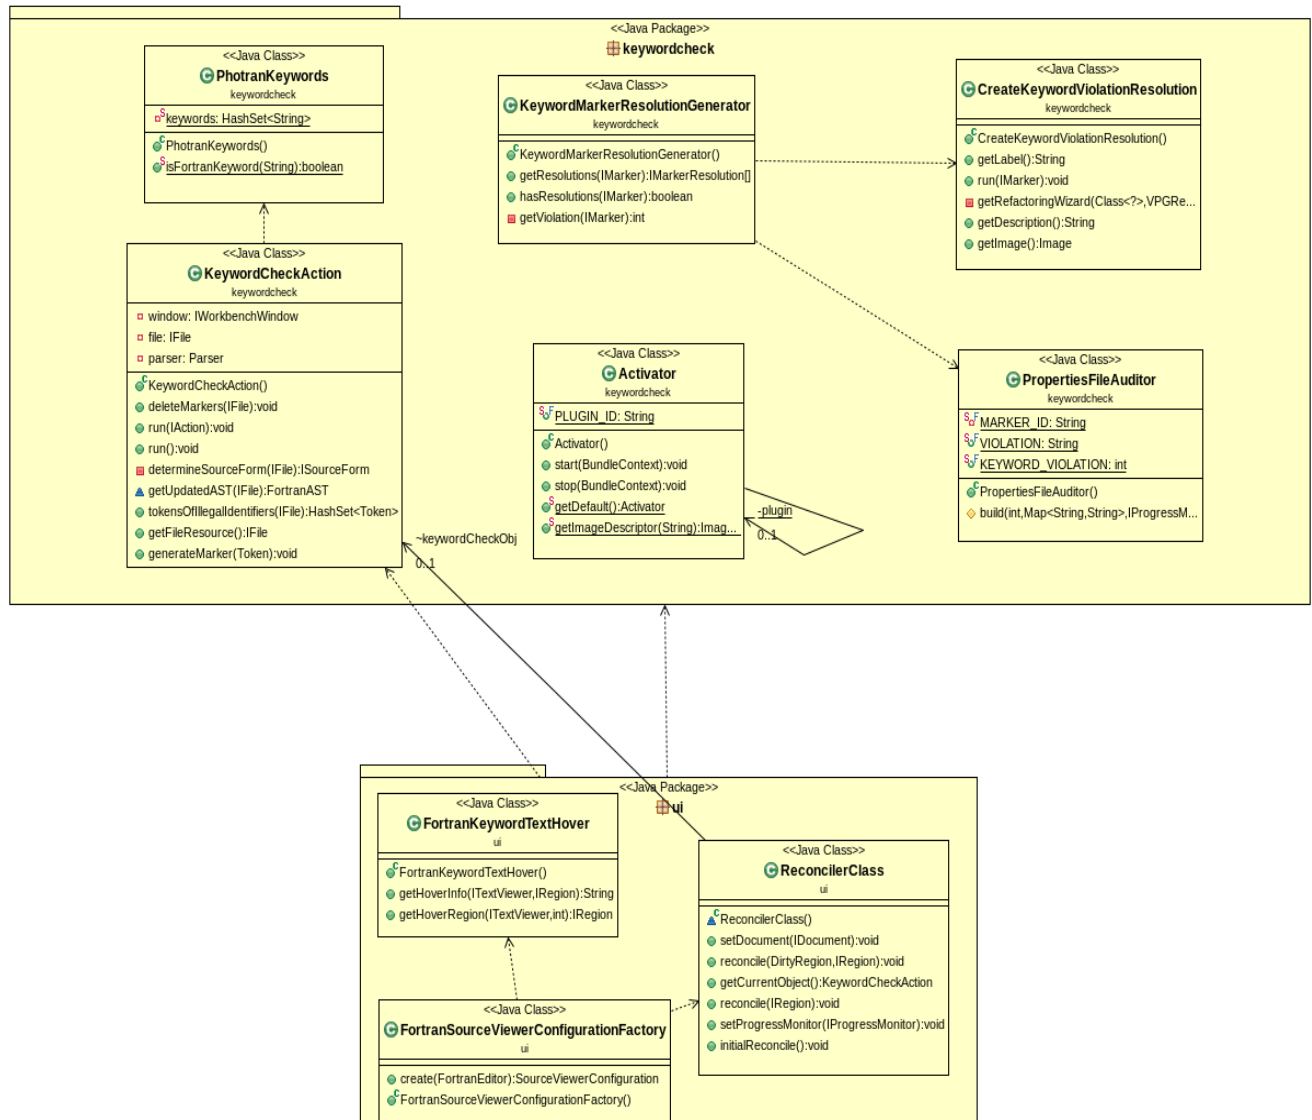 <<Java Package>>
keywordcheck
<<Java Class>>
PhotranKeywords
keywordcheck
keywords: HashSet<String>
PhotranKeywords()
isFortranKeyword(String):boolean
<<Java Class>>
KeywordMarkerResolutionGenerator
keywordcheck
KeywordMarkerResolutionGenerator()
getResolutions(IMarker):IMarkerResolution[]
hasResolutions(IMarker):boolean
getViolation(IMarker):int
<<Java Class>>
CreateKeywordViolationResolution
keywordcheck
CreateKeywordViolationResolution()
getLabel():String
run(IMarker):void
getRefactoringWizard(Class<?>,VPGRe...
getDescription():String
getImage():Image
<<Java Class>>
KeywordCheckAction
keywordcheck
window: IWorkbenchWindow
file: IFile
parser: Parser
KeywordCheckAction()
deleteMarkers(IFile):void
run(IAction):void
run():void
determineSourceForm(IFile):ISourceForm
getUpdatedAST(IFile):FortranAST
tokensOfIllegalIdentifiers(IFile):HashSet<Token>
getFileResource():IFile
generateMarker(Token):void
<<Java Class>>
Activator
keywordcheck
PLUGIN_ID: String
Activator()
start(BundleContext):void
stop(BundleContext):void
getDefault():Activator
getImageDescriptor(String):Imag...
-plugin
0..1
<<Java Class>>
PropertiesFileAuditor
keywordcheck
MARKER_ID: String
VIOLATION: String
KEYWORD_VIOLATION: int
PropertiesFileAuditor()
build(int,Map<String,String>,IProgressM...
~keywordCheckObj
0..1
<<Java Package>>
ui
<<Java Class>>
FortranKeywordTextHover
ui
FortranKeywordTextHover()
getHoverInfo(ITextViewer,IRegion):String
getHoverRegion(ITextViewer,int):IRegion
<<Java Class>>
ReconcilerClass
ui
ReconcilerClass()
setDocument(IDocument):void
reconcile(DirtyRegion,IRegion):void
getCurrentObject():KeywordCheckAction
reconcile(IRegion):void
setProgressMonitor(IProgressMonitor):void
initialReconcile():void
<<Java Class>>
FortranSourceViewerConfigurationFactory
ui
create(FortranEditor):SourceViewerConfiguration
FortranSourceViewerConfigurationFactory()